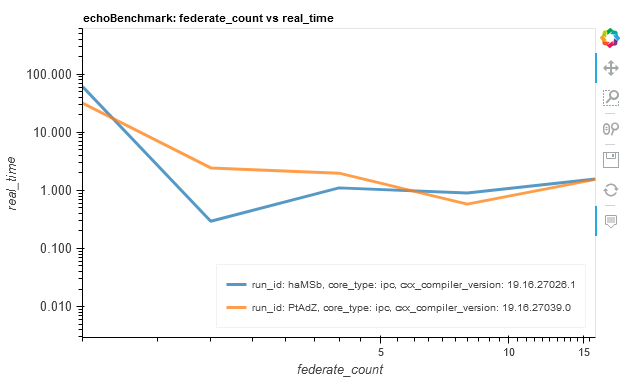 echoBenchmark: federate_count vs real_time
100.000
10.000
1.000
0.100
0.010
real_time
run_id: haMSb, core_type: ipc, cxx_compiler_version: 19.16.27026.1
run_id: PtAdZ, core_type: ipc, cxx_compiler_version: 19.16.27039.0
5
10
15
federate_count